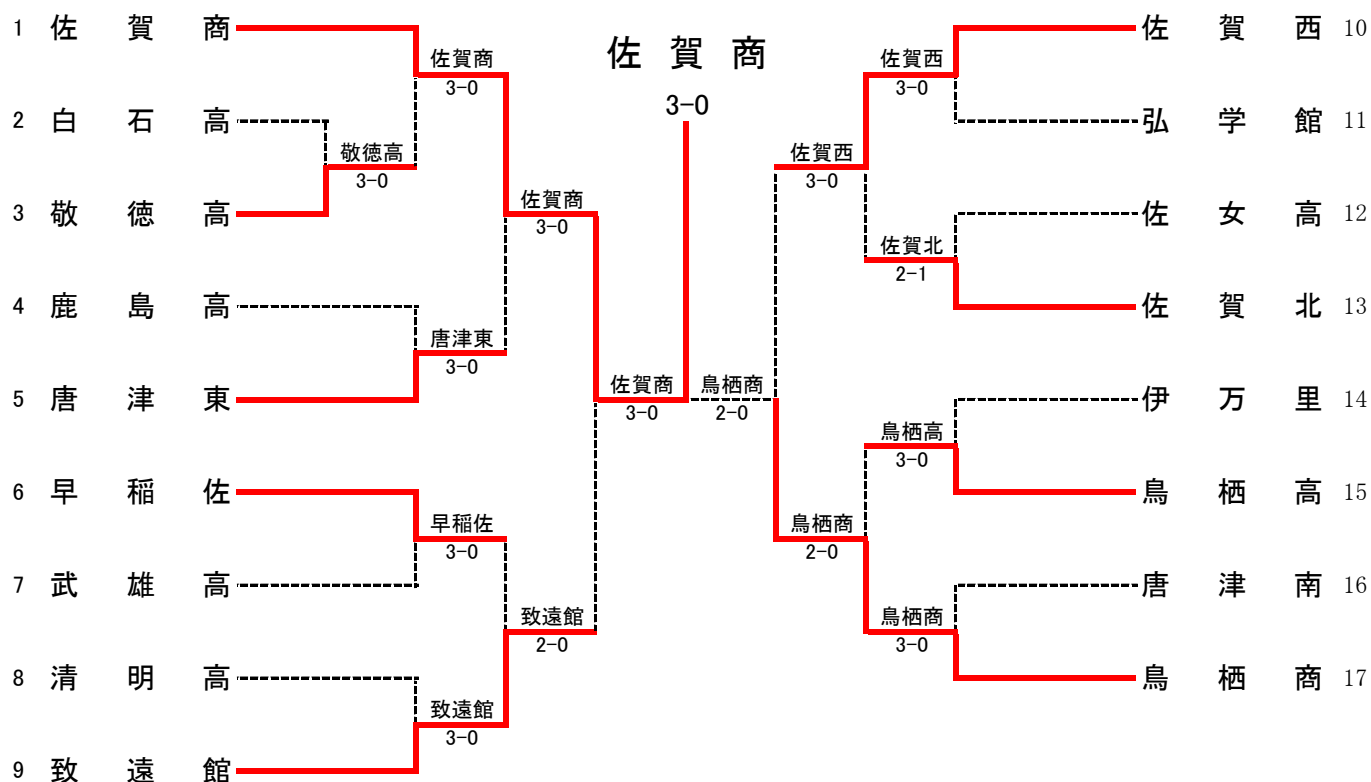 佐賀商
3-0
1 佐賀商
2 白石高
3 敬徳高
4 鹿島高
5 唐津東
6 早稲佐
7 武雄高
8 清明高
9 致遠館
佐賀商
3-0
敬徳高
3-0
唐津東
3-0
早稲佐
3-0
致遠館
3-0
佐賀商
3-0
致遠館
2-0
佐賀商
3-0
鳥栖商
2-0
佐賀西
3-0
鳥栖商
2-0
佐賀西
3-0
佐賀北
2-1
鳥栖高
3-0
鳥栖商
3-0
佐賀西 10
弘学館 11
佐女高 12
佐賀北 13
伊万里 14
鳥栖高 15
唐津南 16
鳥栖商 17